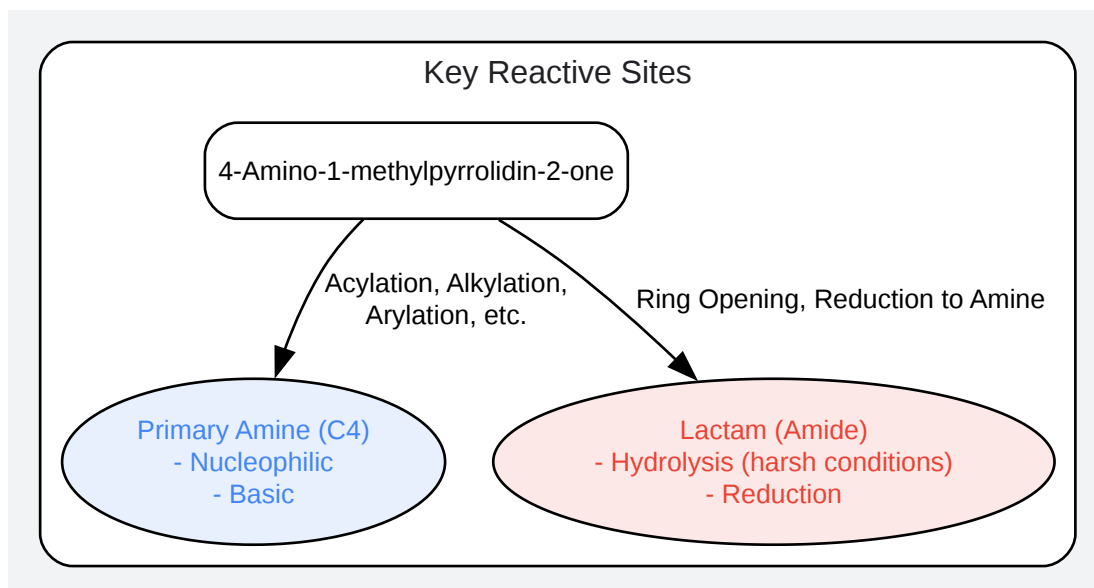 Key Reactive Sites
4-Amino-1-methylpyrrolidin-2-one
Acylation, Alkylation,
Arylation, etc.
Ring Opening, Reduction to Amine
Primary Amine (C4)
- Nucleophilic
- Basic
Lactam (Amide)
- Hydrolysis (harsh conditions)
- Reduction